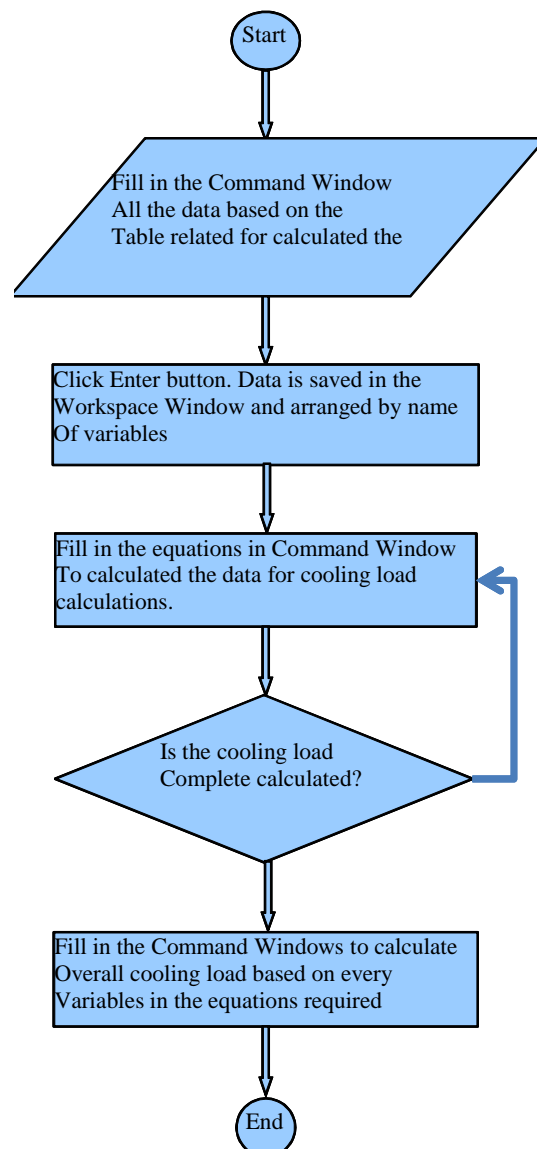 Start
Fill in the Command Window
All the data based on the
Table related for calculated the
Click Enter button. Data is saved in the
Workspace Window and arranged by name
Of variables
Fill in the equations in Command Window
To calculated the data for cooling load
calculations.
Is the cooling load
Complete calculated?
Fill in the Command Windows to calculate
Overall cooling load based on every
Variables in the equations required
End